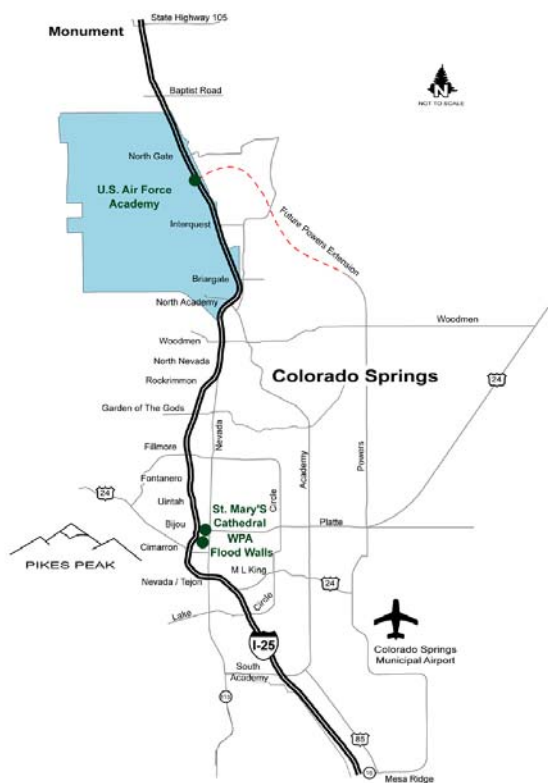 State Highway 105
Monument
N
NOT TO SCALE
Baptist Road
North Gate
U.S. Air Force
Academy
Interquest
Future Powers Extension
Briargate
North Academy
Woodmen
Woodmen
North Nevada
Rockrimmon
Colorado Springs
24
Garden of The Gods
Nevada
Academy
Powers
Fillmore
Fontanero
24
Circle
Uintah
St. Mary'S
Cathedral
Bijou
Platte
WPA
Flood Walls
Cimarron
PIKES PEAK
M L King
24
Nevada / Tejon
Circle
Lake
I-25
Colorado Springs
Municipal Airport
South
Academy
115
85
16
Mesa Ridge